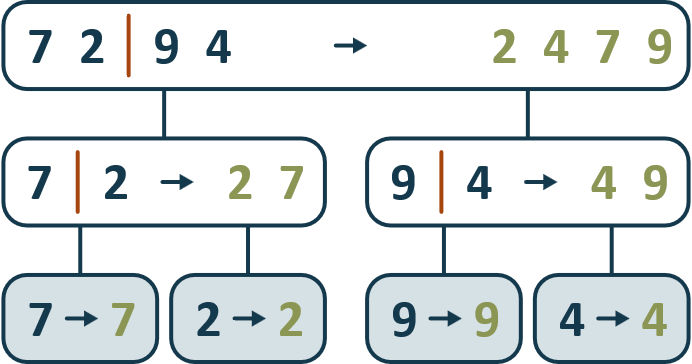 7 2 | 9 4 → 2 4 7 9
7 | 2 → 2 7 9 | 4 → 4 9
7 → 7 2 → 2 9 → 9 4 → 4